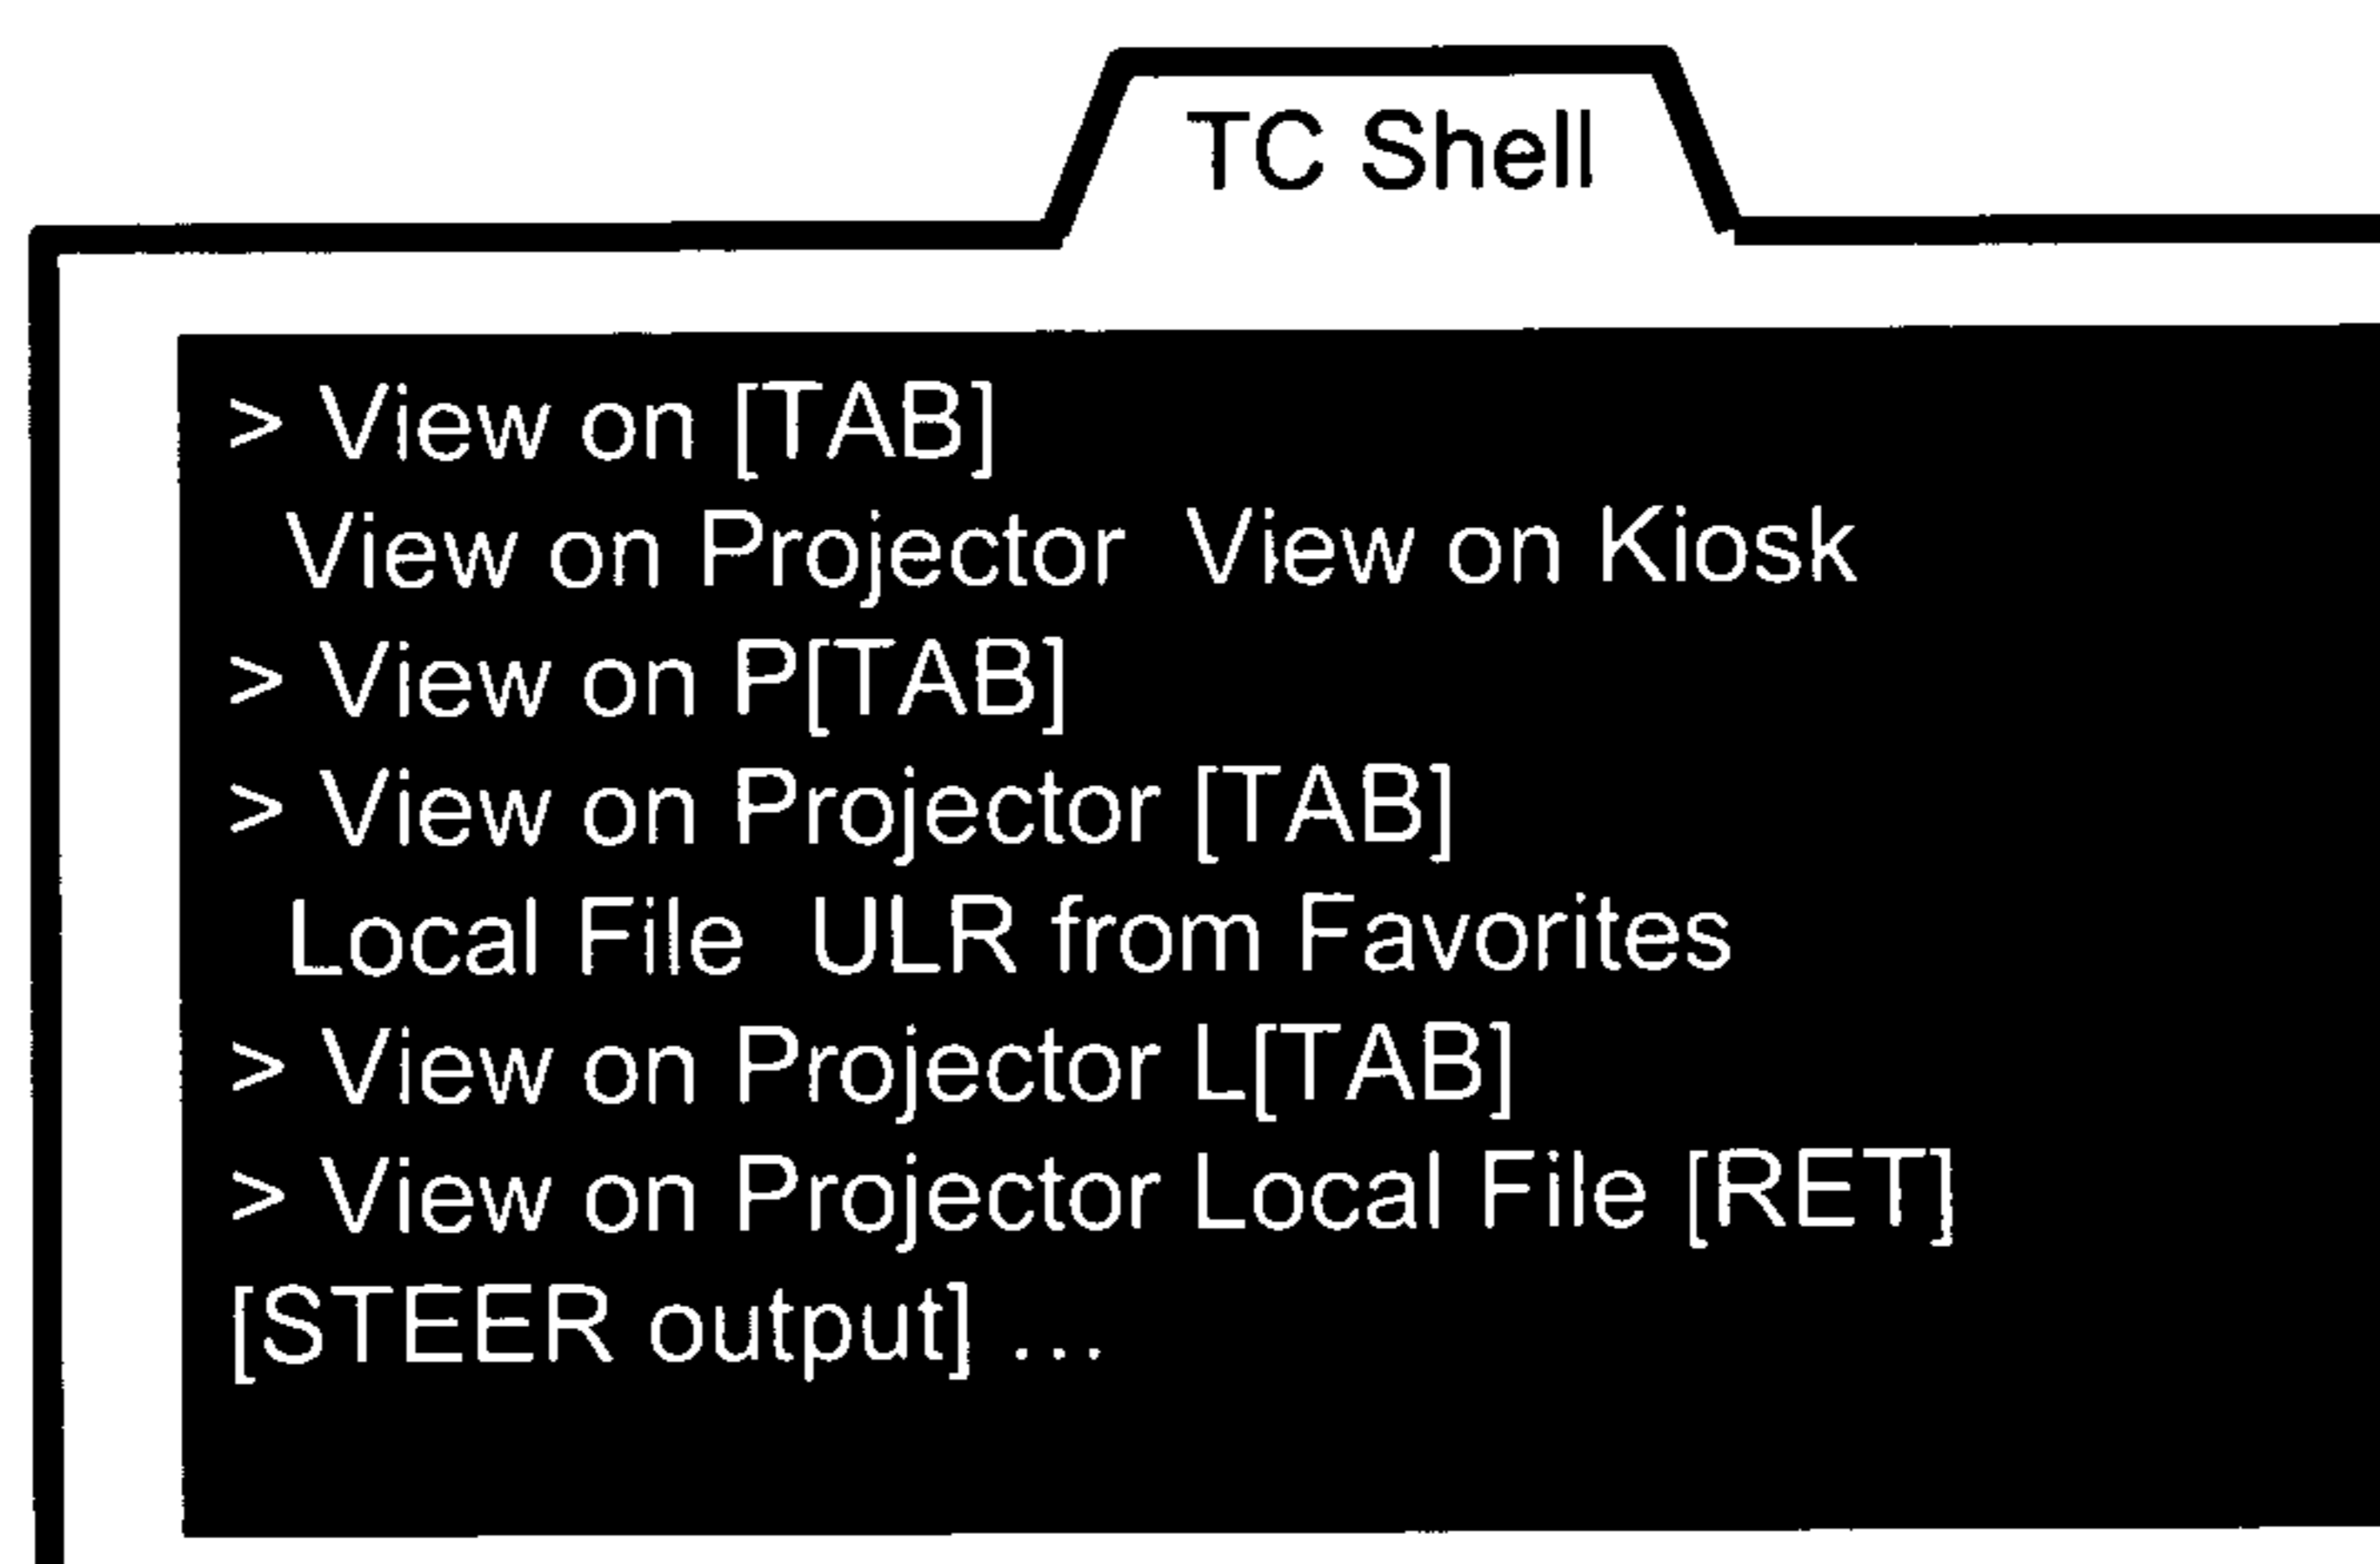 TC Shell
> View on [TAB]
View on Projector View on Kiosk
> View on P[TAB]
> View on Projector [TAB]
Local File ULR from Favorites
> View on Projector L[TAB]
> View on Projector Local File [RET]
[STEER output] ...